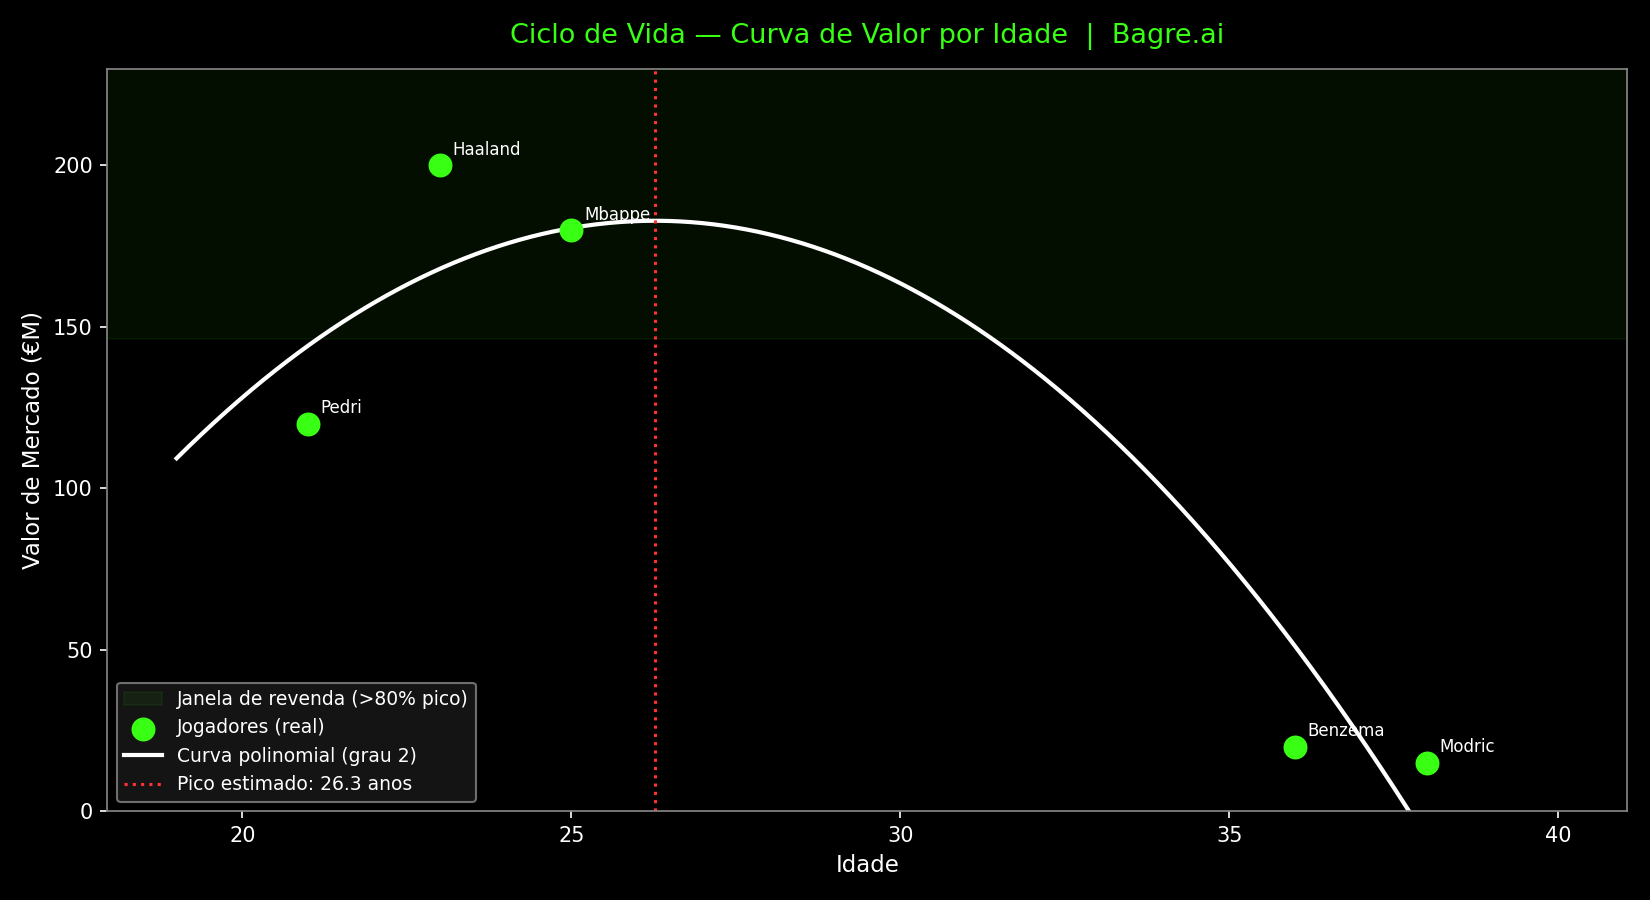 Ciclo de Vida — Curva de Valor por Idade | Bagre.ai
Valor de Mercado (€M)
200
150
100
50
0
Haaland
Mbappe
Pedri
Benzema
Modric
Janela de revenda (>80% pico)
Jogadores (real)
Curva polinomial (grau 2)
Pico estimado: 26.3 anos
20 25 30 35 40
Idade